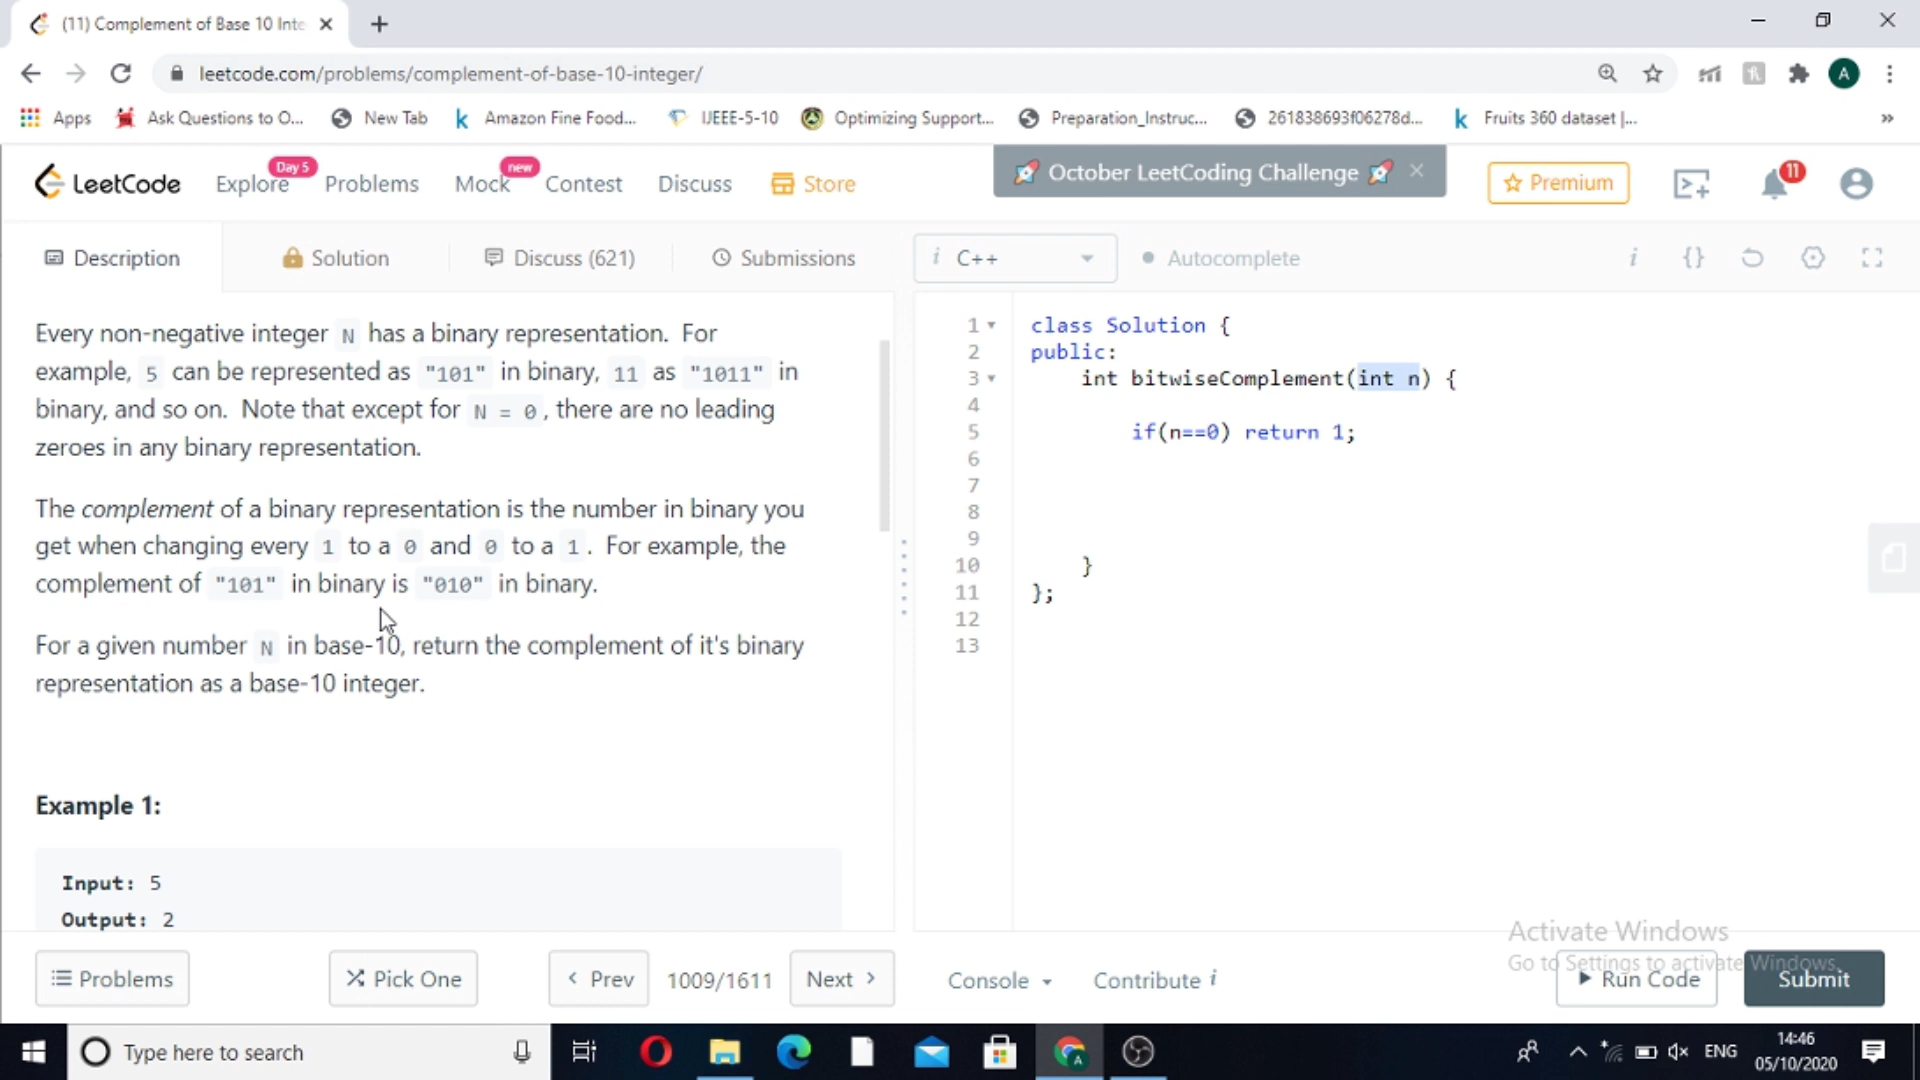 (11) Complement of Base 10 Inte
leetcode.com/problems/complement-of-base-10-integer/
A
Apps
Ask Questions to O...
New Tab
Amazon Fine Food...
IJEEE-5-10
Optimizing Support...
Preparation_Instruc...
261838693f06278d...
Fruits 360 dataset |...
»
LeetCode
Explore
Day 5
Problems
Mock
new
Contest
Discuss
Store
October LeetCoding Challenge
Premium
11
Description
Solution
Discuss (621)
Submissions
i C++
Autocomplete
i {}
Every non-negative integer N has a binary representation. For
example, 5 can be represented as "101" in binary, 11 as "1011" in
binary, and so on. Note that except for N = 0, there are no leading
zeroes in any binary representation.
The complement of a binary representation is the number in binary you
get when changing every 1 to a 0 and 0 to a 1. For example, the
complement of "101" in binary is "010" in binary.
For a given number N in base-10, return the complement of it's binary
representation as a base-10 integer.
Example 1:
Input: 5
Output: 2
1 class Solution {
2 public:
3 int bitwiseComplement(int n) {
4
5 if(n==0) return 1;
6
7
8
9
10 }
11 };
12
13
Activate Windows
Go to Settings to activate Windows.
Problems
Pick One
Prev
1009/1611
Next
Console
Contribute i
Run Code
Submit
Type here to search
ENG
14:46
05/10/2020